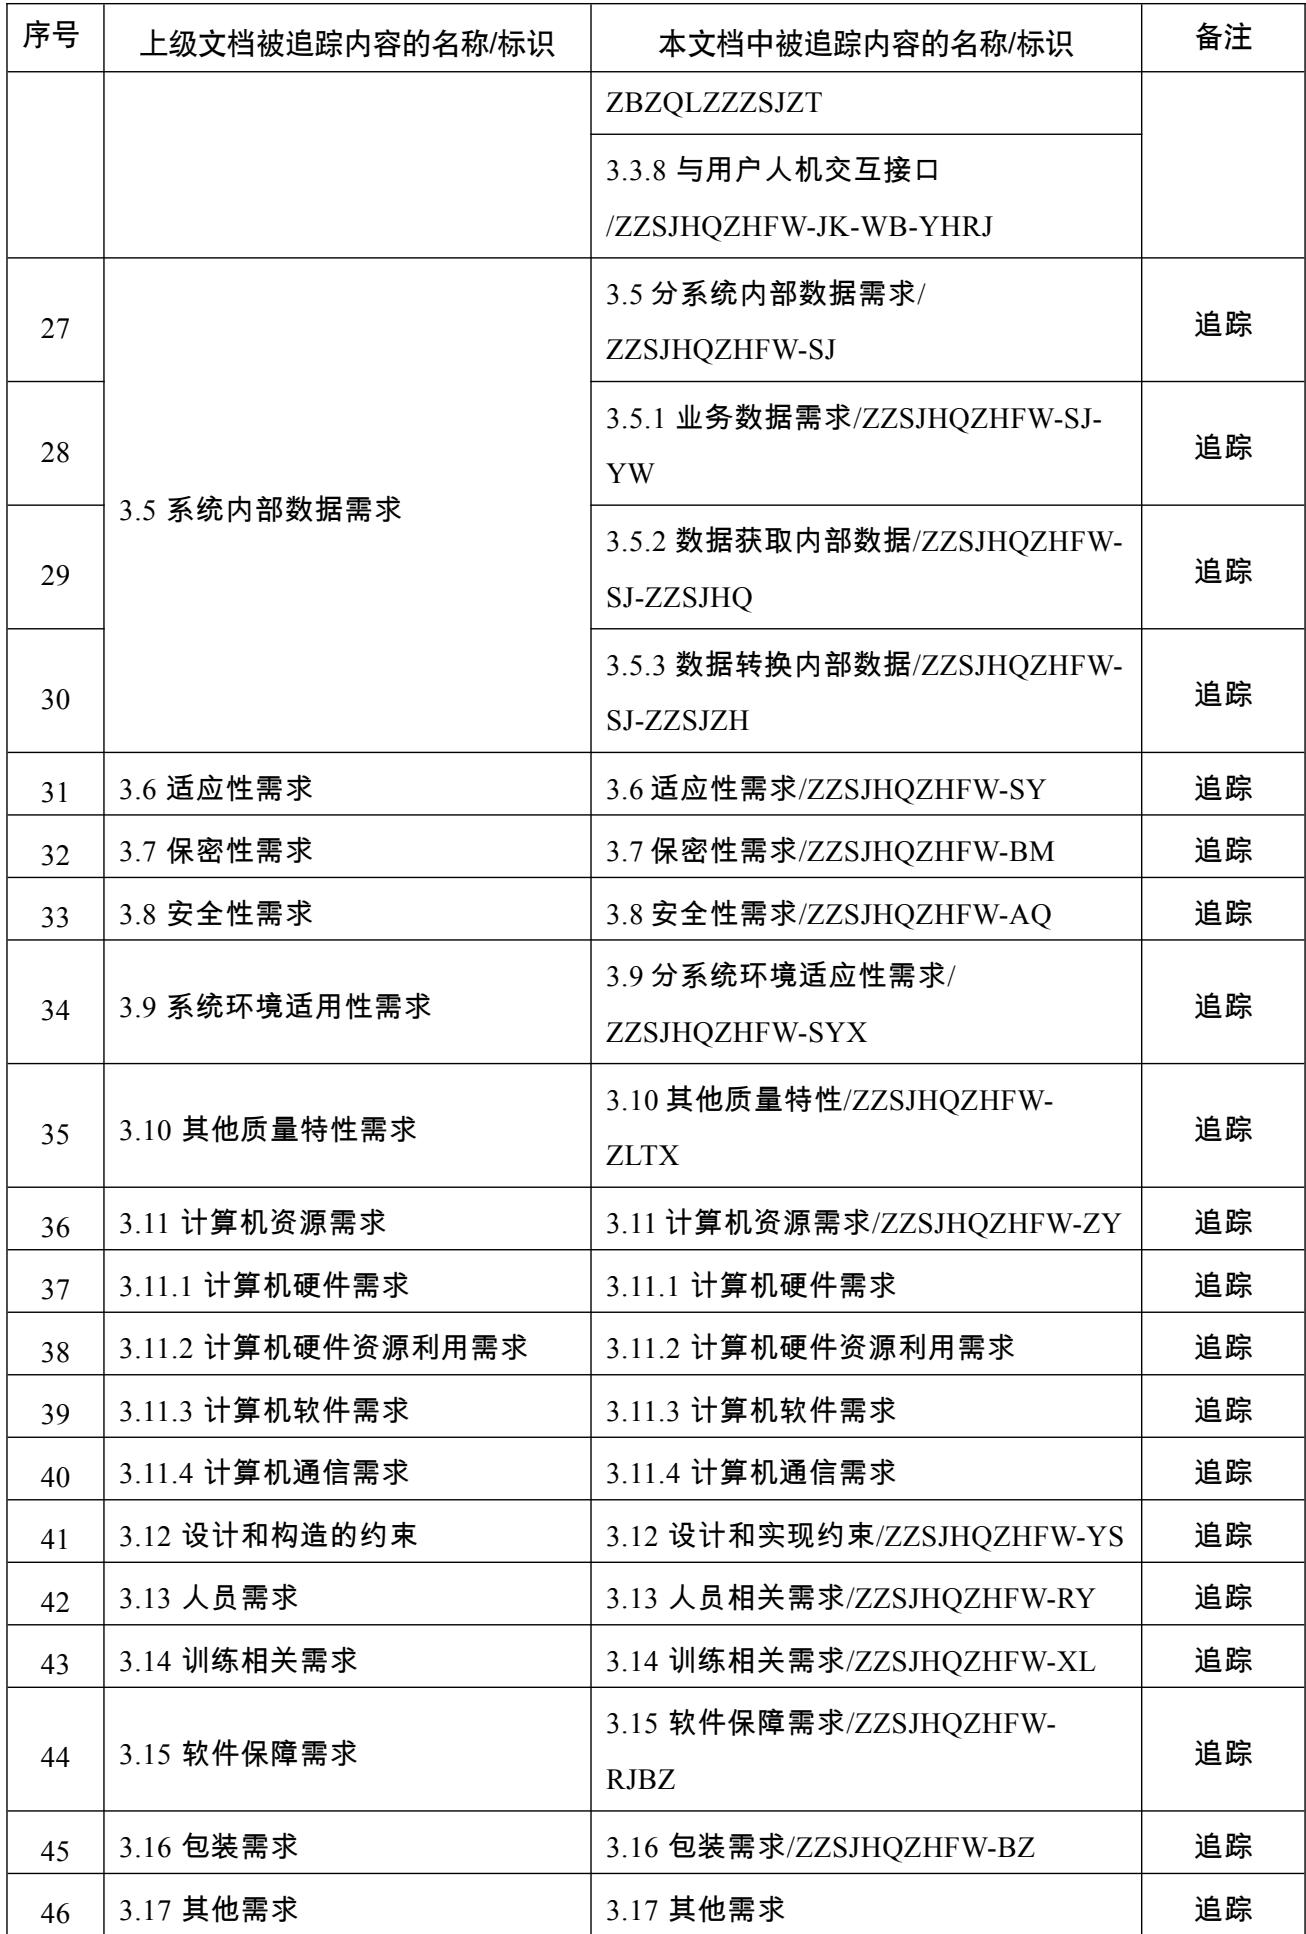 序号 上级文档被追踪内容的名称/标识 本文档中被追踪内容的名称/标识 备注
ZBZQLZZZSJZT
3.3.8 与用户人机交互接口
/ZZSJHQZHFW-JK-WB-YHRJ
27 3.5 系统内部数据需求 3.5 分系统内部数据需求/
ZZSJHQZHFW-SJ 追踪
28 3.5.1 业务数据需求/ZZSJHQZHFW-SJ-
YW 追踪
29 3.5.2 数据获取内部数据/ZZSJHQZHFW-
SJ-ZZSJHQ 追踪
30 3.5.3 数据转换内部数据/ZZSJHQZHFW-
SJ-ZZSJZH 追踪
31 3.6 适应性需求 3.6 适应性需求/ZZSJHQZHFW-SY 追踪
32 3.7 保密性需求 3.7 保密性需求/ZZSJHQZHFW-BM 追踪
33 3.8 安全性需求 3.8 安全性需求/ZZSJHQZHFW-AQ 追踪
34 3.9 系统环境适用性需求 3.9 分系统环境适应性需求/
ZZSJHQZHFW-SYX 追踪
35 3.10 其他质量特性需求 3.10 其他质量特性/ZZSJHQZHFW-
ZLTX 追踪
36 3.11 计算机资源需求 3.11 计算机资源需求/ZZSJHQZHFW-ZY 追踪
37 3.11.1 计算机硬件需求 3.11.1 计算机硬件需求 追踪
38 3.11.2 计算机硬件资源利用需求 3.11.2 计算机硬件资源利用需求 追踪
39 3.11.3 计算机软件需求 3.11.3 计算机软件需求 追踪
40 3.11.4 计算机通信需求 3.11.4 计算机通信需求 追踪
41 3.12 设计和构造的约束 3.12 设计和实现约束/ZZSJHQZHFW-YS 追踪
42 3.13 人员需求 3.13 人员相关需求/ZZSJHQZHFW-RY 追踪
43 3.14 训练相关需求 3.14 训练相关需求/ZZSJHQZHFW-XL 追踪
44 3.15 软件保障需求 3.15 软件保障需求/ZZSJHQZHFW-
RJBZ 追踪
45 3.16 包装需求 3.16 包装需求/ZZSJHQZHFW-BZ 追踪
46 3.17 其他需求 3.17 其他需求 追踪